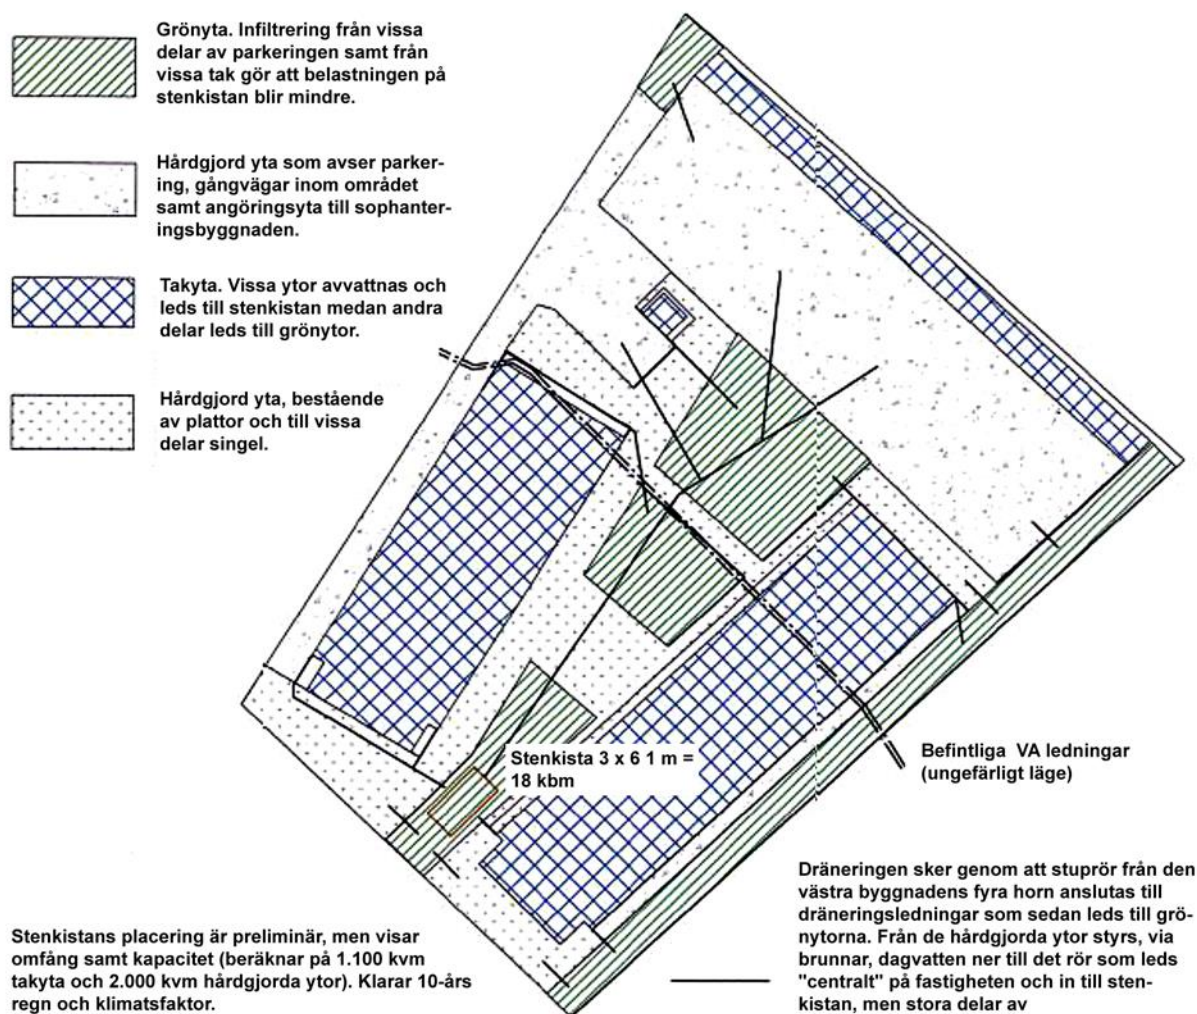 Grönyta. Infiltrering från vissa
delar av parkeringen samt från
vissa tak gör att belastningen på
stenkistan blir mindre.
Hårdgjord yta som avser parker-
ing, gångvägar inom området
samt angöringsyta till sophanter-
ingsbyggnaden.
Takyta. Vissa ytor avvattnas och
leds till stenkistan medan andra
delar leds till grönytor.
Hårdgjord yta, bestående
av plattor och till vissa
delar singel.
Stenkista 3 x 6 1 m =
18 kbm
Befintliga VA ledningar
(ungefärligt läge)
Stenkistans placering är preliminär, men visar
omfång samt kapacitet (beräknar på 1.100 kvm
takyta och 2.000 kvm hårdgjorda ytor). Klarar 10-års
regn och klimatsfaktor.
Dräneringen sker genom att stuprör från den
västra byggnadens fyra horn anslutas till
dräneringsledningar som sedan leds till grö-
nytorna. Från de hårdgjorda ytor styrs, via
brunnar, dagvatten ner till det rör som leds
"centralt" på fastigheten och in till sten-
kistan, men stora delar av